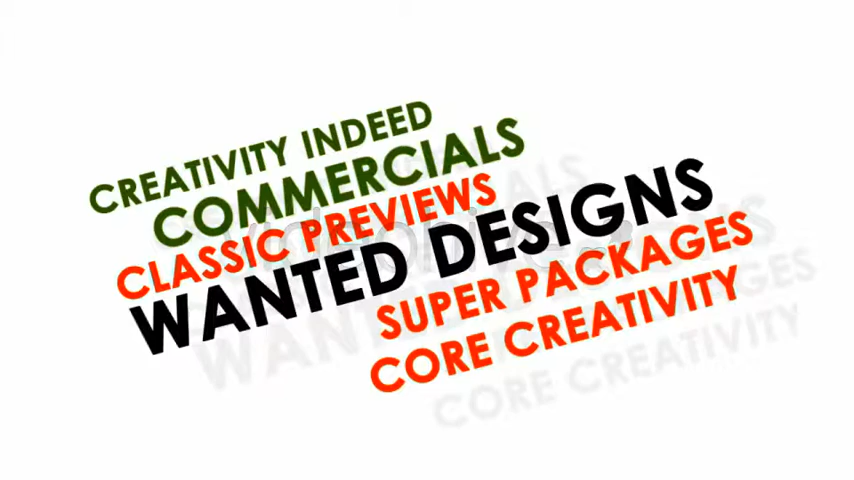 CREATIVITY INDEED
COMMERCIALS
CLASSIC PREVIEWS
WANTED DESIGNS
SUPER PACKAGES
CORE CREATIVITY